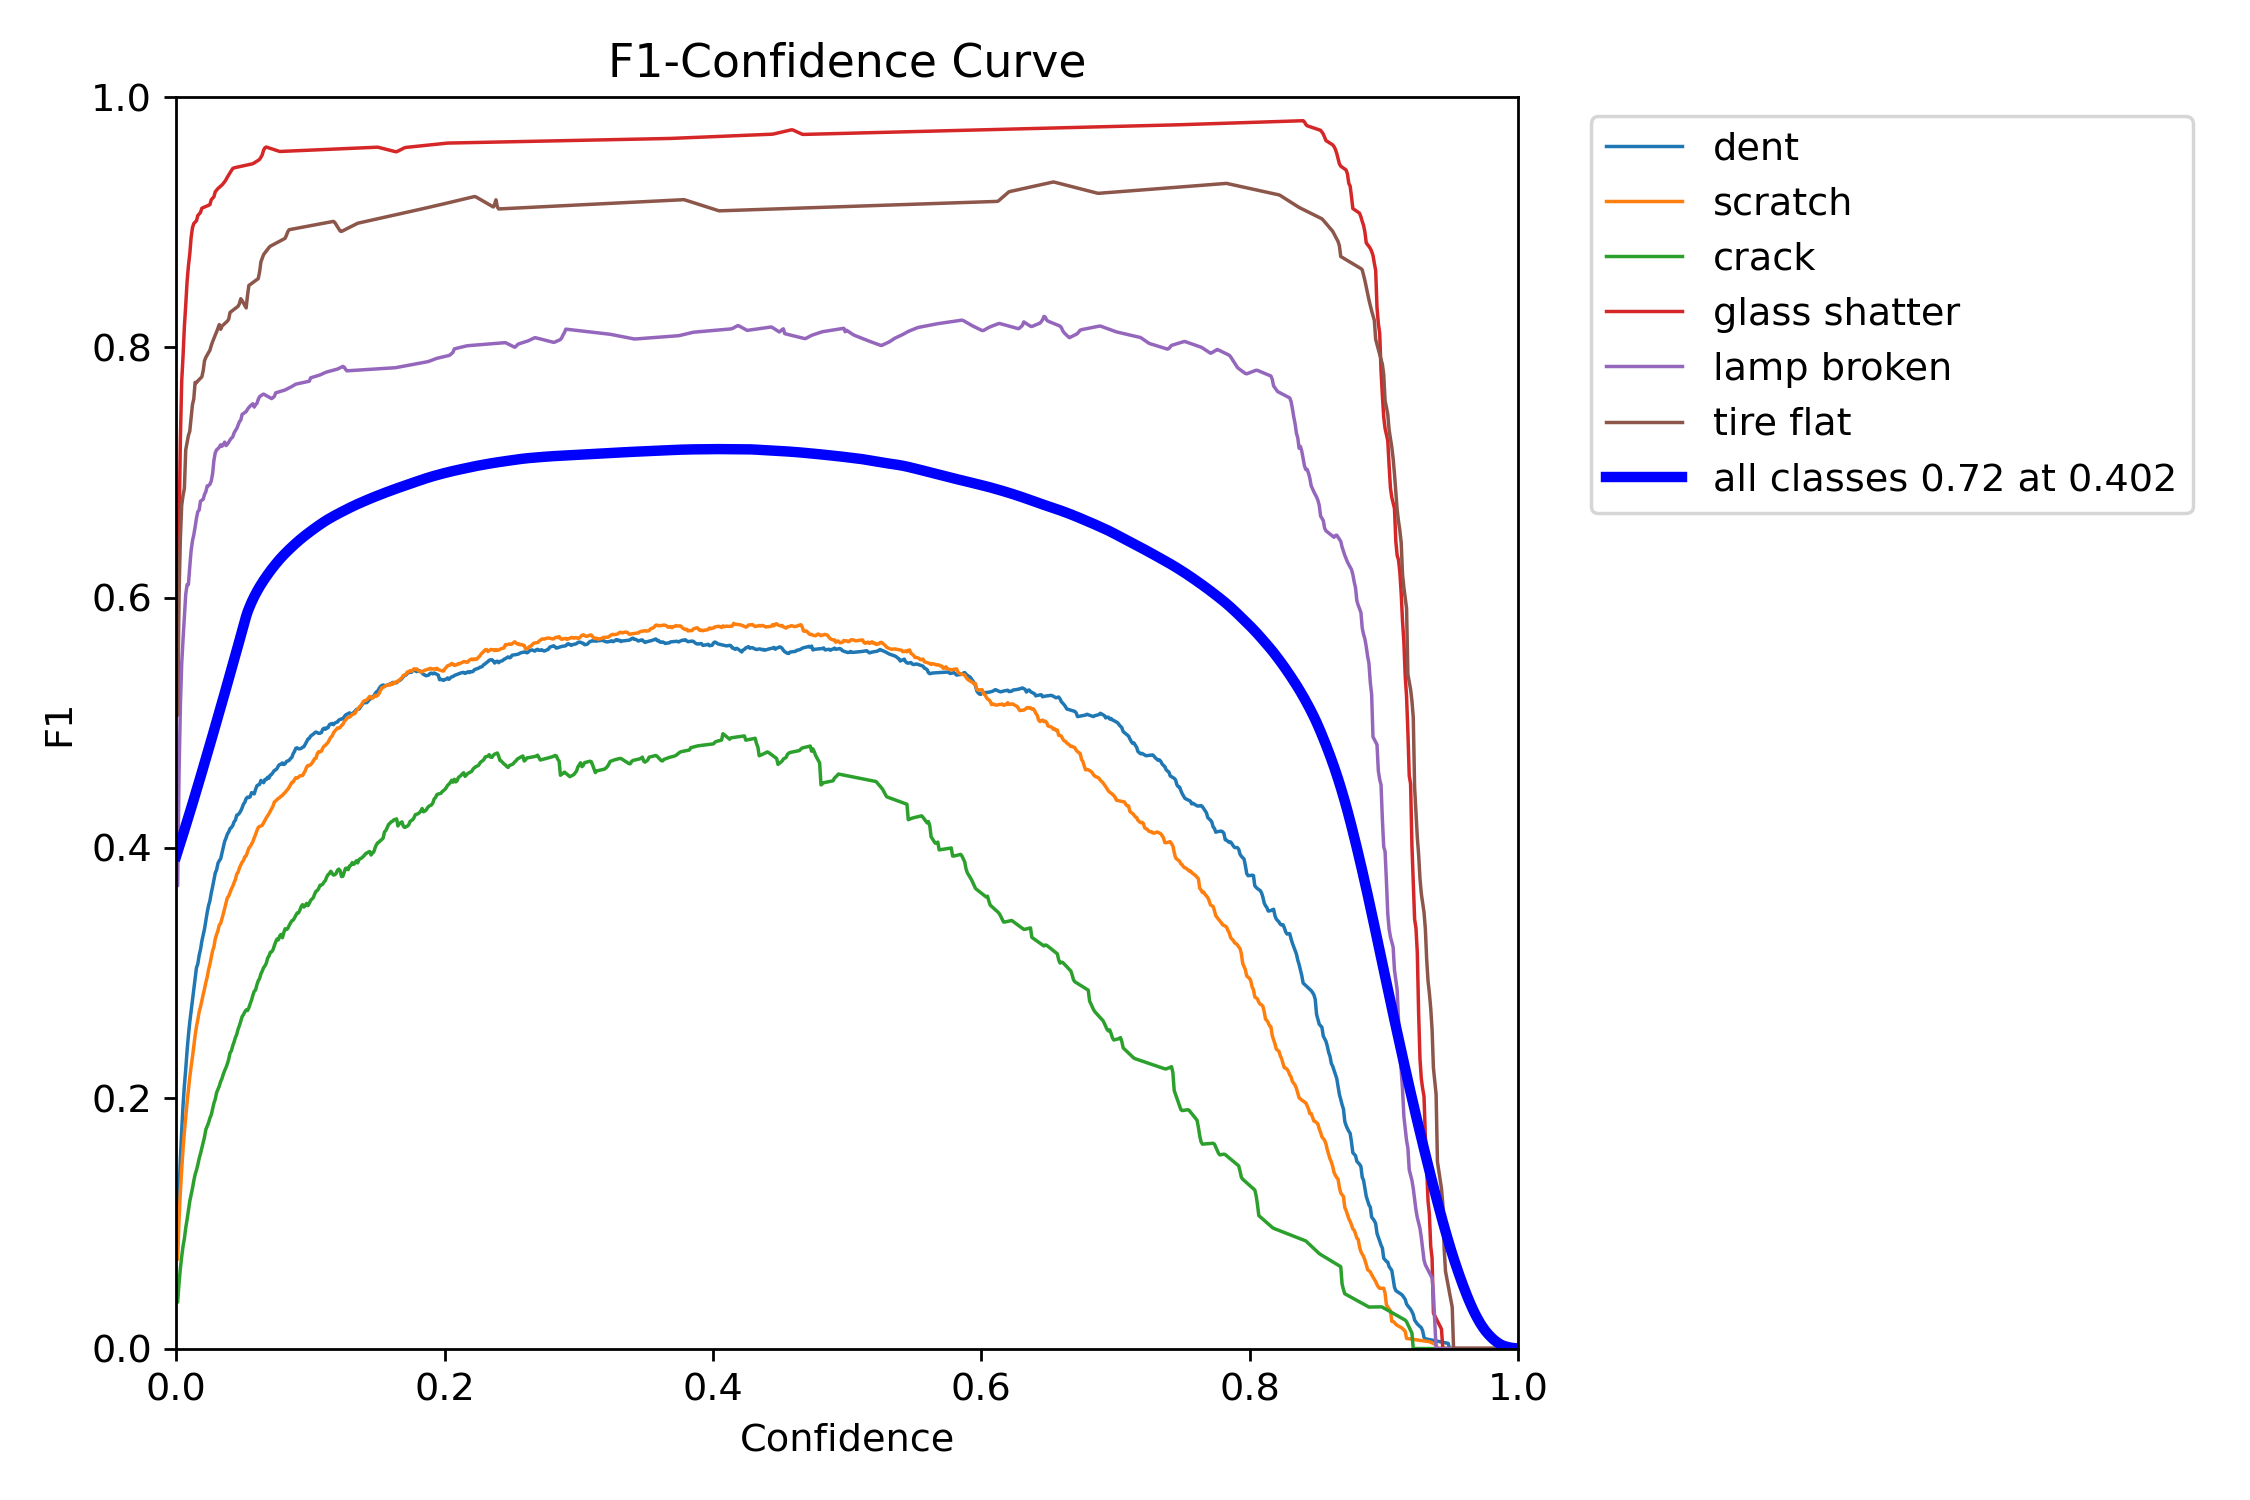 F1-Confidence Curve
1.0
0.8
0.6
0.4
0.2
0.0
F1
0.0 0.2 0.4 0.6 0.8 1.0
Confidence
dent
scratch
crack
glass shatter
lamp broken
tire flat
all classes 0.72 at 0.402